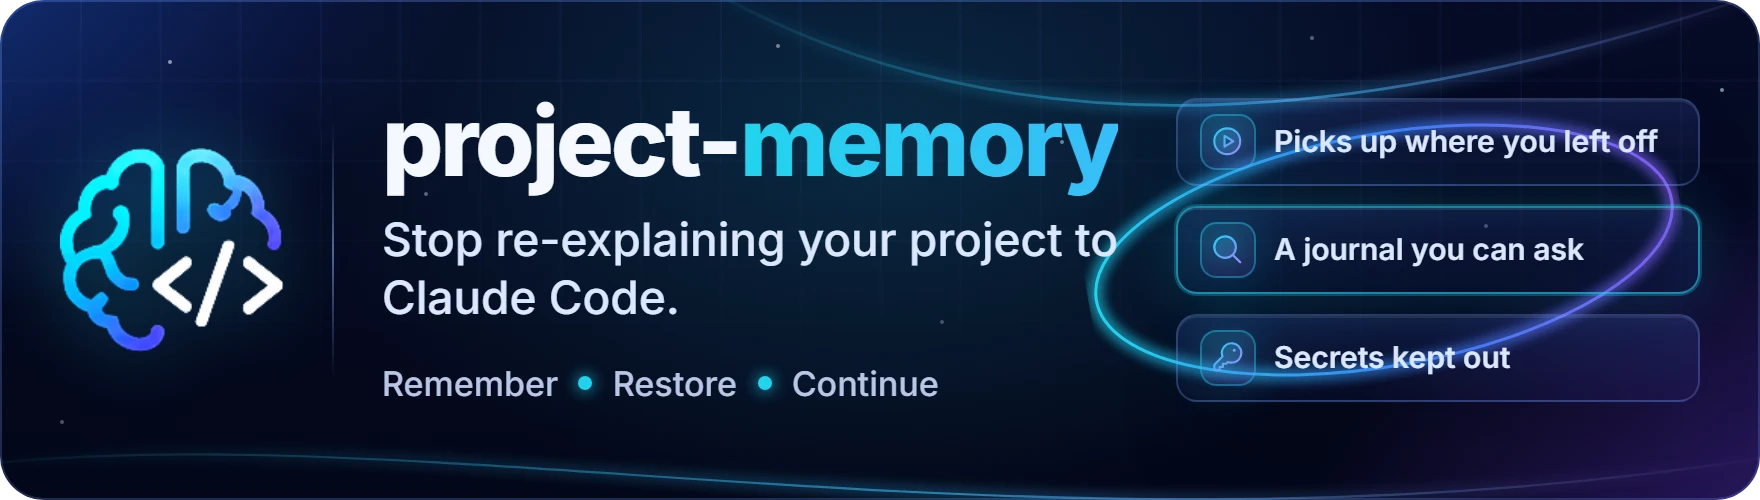 project-memory
Stop re-explaining your project to
Claude Code.
Remember • Restore • Continue
Picks up where you left off
A journal you can ask
Secrets kept out